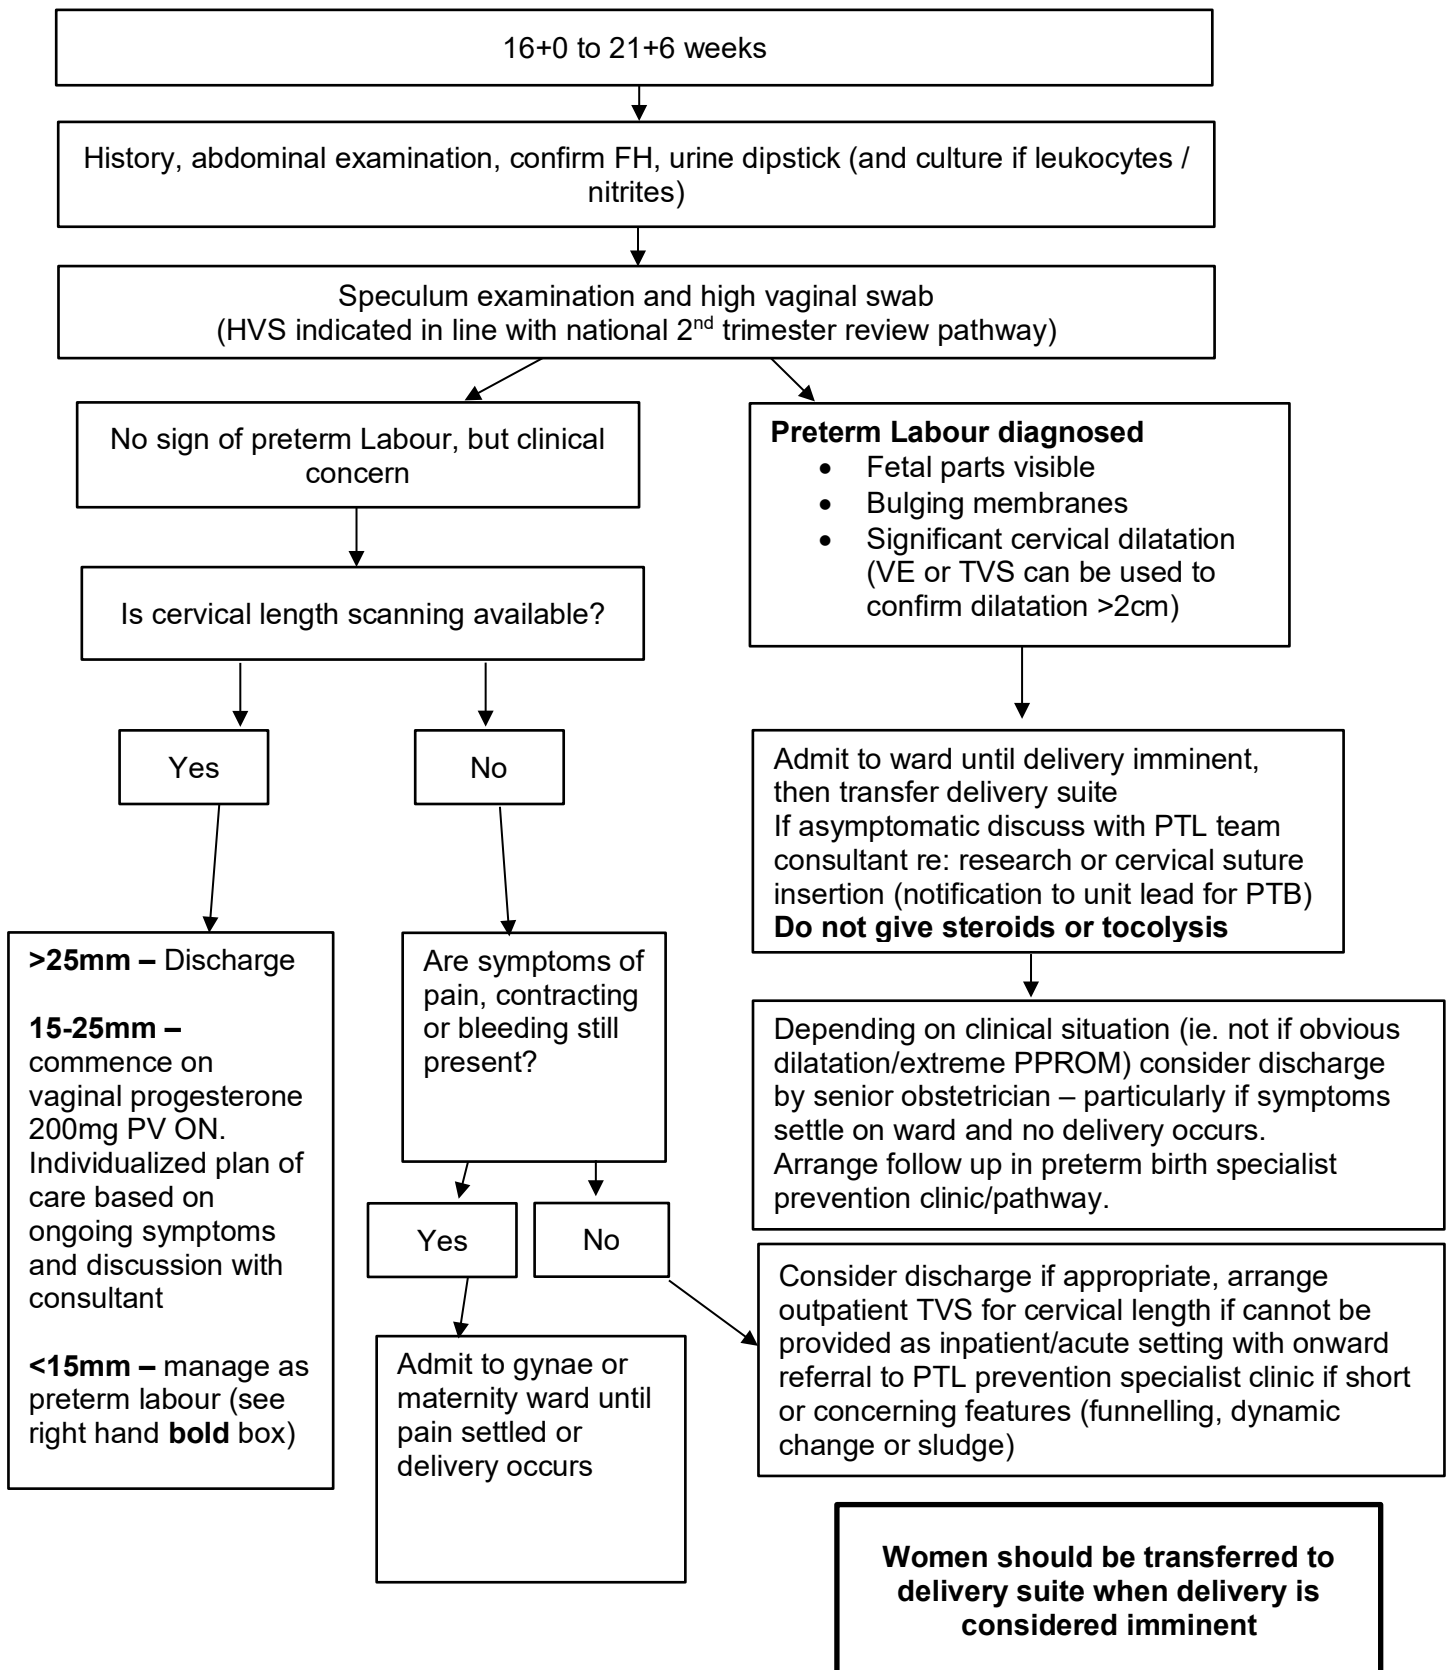 16+0 to 21+6 weeks
History, abdominal examination, confirm FH, urine dipstick (and culture if leukocytes /
nitrites)
Speculum examination and high vaginal swab
(HVS indicated in line with national 2nd trimester review pathway)
No sign of preterm Labour, but clinical
concern
Is cervical length scanning available?
Yes
No
>25mm – Discharge
15-25mm –
commence on
vaginal progesterone
200mg PV ON.
Individualized plan of
care based on
ongoing symptoms
and discussion with
consultant
<15mm – manage as
preterm labour (see
right hand bold box)
Are symptoms of
pain, contracting
or bleeding still
present?
Yes
No
Admit to gynae or
maternity ward until
pain settled or
delivery occurs
Preterm Labour diagnosed
• Fetal parts visible
• Bulging membranes
• Significant cervical dilatation
(VE or TVS can be used to
confirm dilatation >2cm)
Admit to ward until delivery imminent,
then transfer delivery suite
If asymptomatic discuss with PTL team
consultant re: research or cervical suture
insertion (notification to unit lead for PTB)
Do not give steroids or tocolysis
Depending on clinical situation (ie. not if obvious
dilatation/extreme PPROM) consider discharge
by senior obstetrician – particularly if symptoms
settle on ward and no delivery occurs.
Arrange follow up in preterm birth specialist
prevention clinic/pathway.
Consider discharge if appropriate, arrange
outpatient TVS for cervical length if cannot be
provided as inpatient/acute setting with onward
referral to PTL prevention specialist clinic if short
or concerning features (funnelling, dynamic
change or sludge)
Women should be transferred to
delivery suite when delivery is
considered imminent